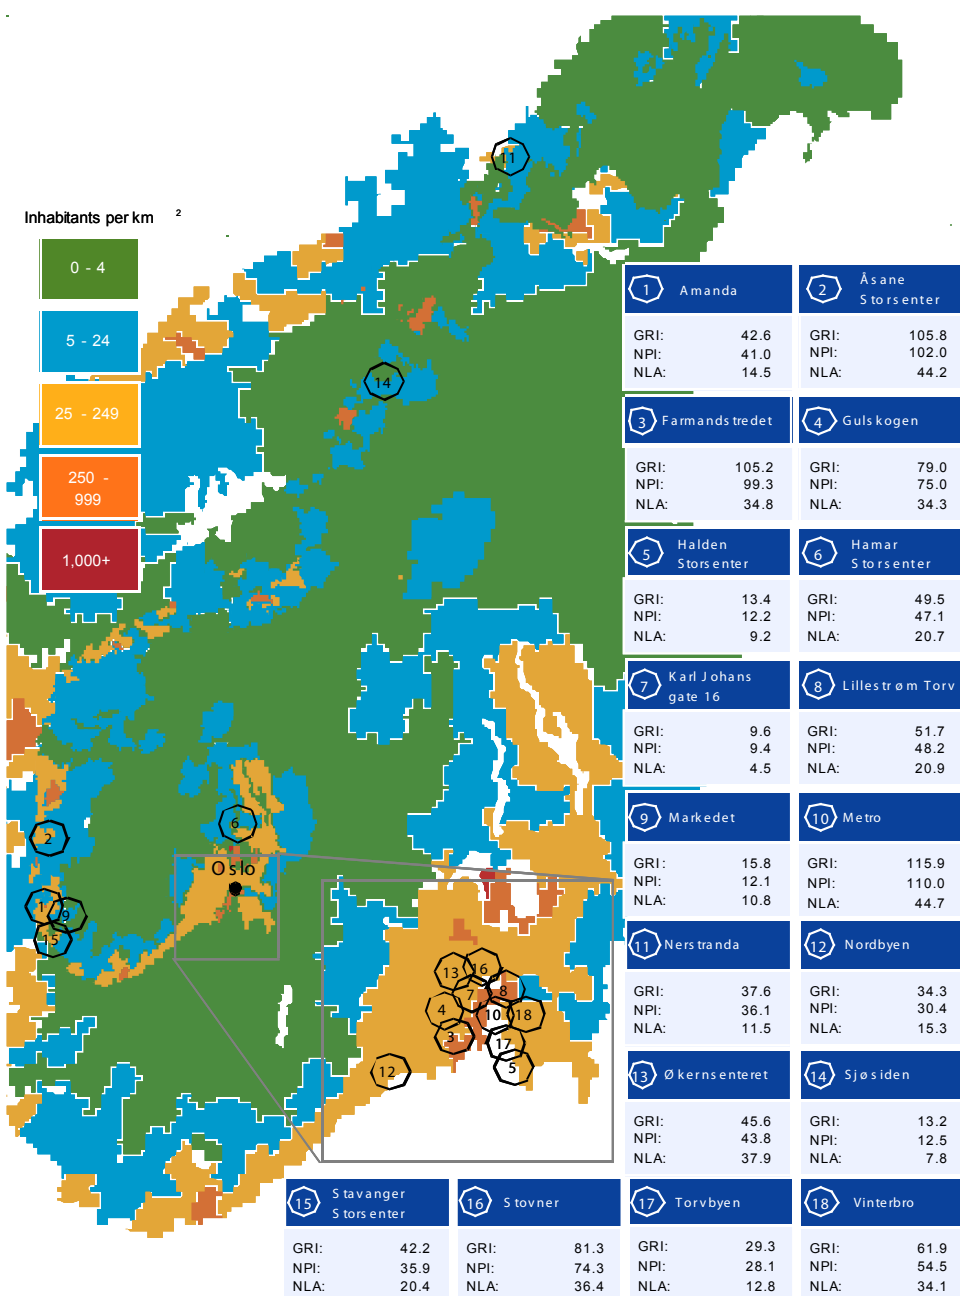 Inhabitants per km 2
0 - 4
5 - 24
25 - 249
250 -
999
1,000+
11
14
2
6
Oslo
1
9
15
13
16
7
8
4
10
18
3
17
12
5
1 Amanda
GRI: 42.6
NPI: 41.0
NLA: 14.5
2 Åsane
Storsenter
GRI: 105.8
NPI: 102.0
NLA: 44.2
3 Farmandstredet
GRI: 105.2
NPI: 99.3
NLA: 34.8
4 Gulskogen
GRI: 79.0
NPI: 75.0
NLA: 34.3
5 Halden
Storsenter
GRI: 13.4
NPI: 12.2
NLA: 9.2
6 Hamar
Storsenter
GRI: 49.5
NPI: 47.1
NLA: 20.7
7 Karl Johans
gate 16
GRI: 9.6
NPI: 9.4
NLA: 4.5
8 Lillestrøm Torv
GRI: 51.7
NPI: 48.2
NLA: 20.9
9 Markedet
GRI: 15.8
NPI: 12.1
NLA: 10.8
10 Metro
GRI: 115.9
NPI: 110.0
NLA: 44.7
11 Nerstranda
GRI: 37.6
NPI: 36.1
NLA: 11.5
12 Nordbyen
GRI: 34.3
NPI: 30.4
NLA: 15.3
13 Økernsenteret
GRI: 45.6
NPI: 43.8
NLA: 37.9
14 Sjøsiden
GRI: 13.2
NPI: 12.5
NLA: 7.8
15 Stavanger
Storsenter
GRI: 42.2
NPI: 35.9
NLA: 20.4
16 Stovner
GRI: 81.3
NPI: 74.3
NLA: 36.4
17 Torvbyen
GRI: 29.3
NPI: 28.1
NLA: 12.8
18 Vinterbro
GRI: 61.9
NPI: 54.5
NLA: 34.1